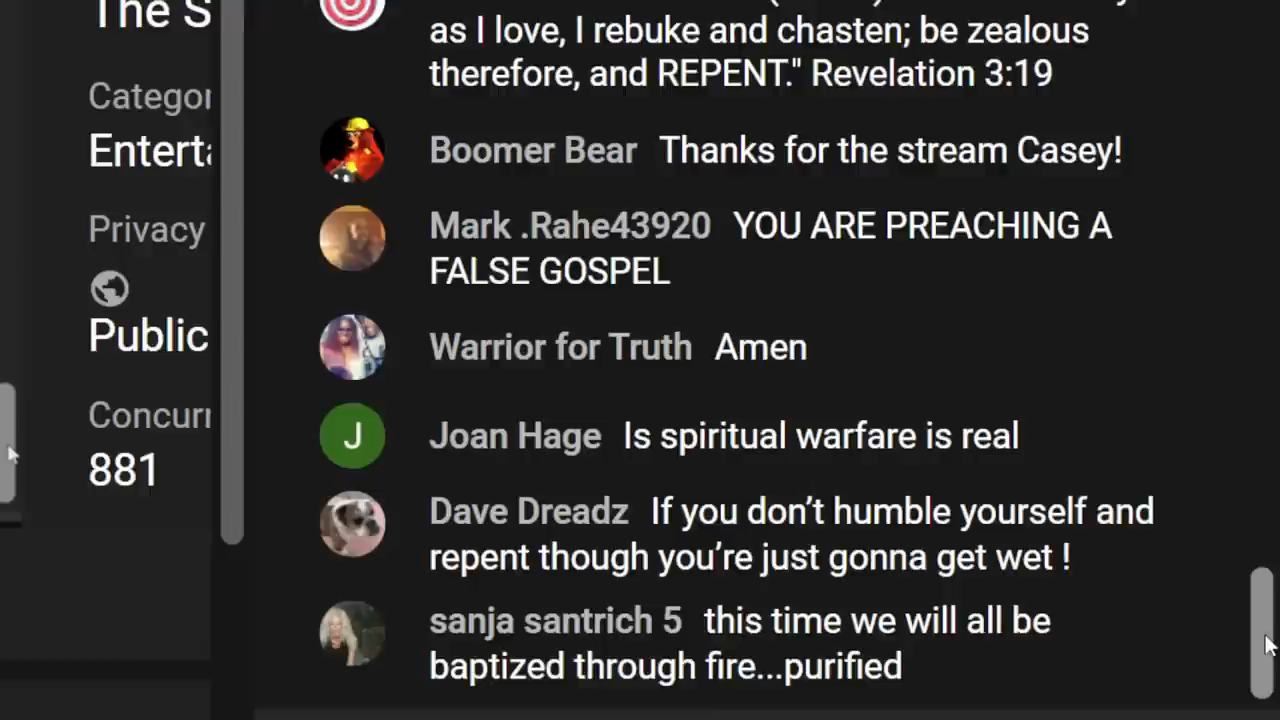 The S
Categor
Enterta
Privacy
Public
Concurr
881
as I love, I rebuke and chasten; be zealous
therefore, and REPENT." Revelation 3:19
Boomer Bear Thanks for the stream Casey!
Mark .Rahe43920 YOU ARE PREACHING A
FALSE GOSPEL
Warrior for Truth Amen
J
Joan Hage Is spiritual warfare is real
Dave Dreadz If you don’t humble yourself and
repent though you’re just gonna get wet !
sanja santrich 5 this time we will all be
baptized through fire...purified